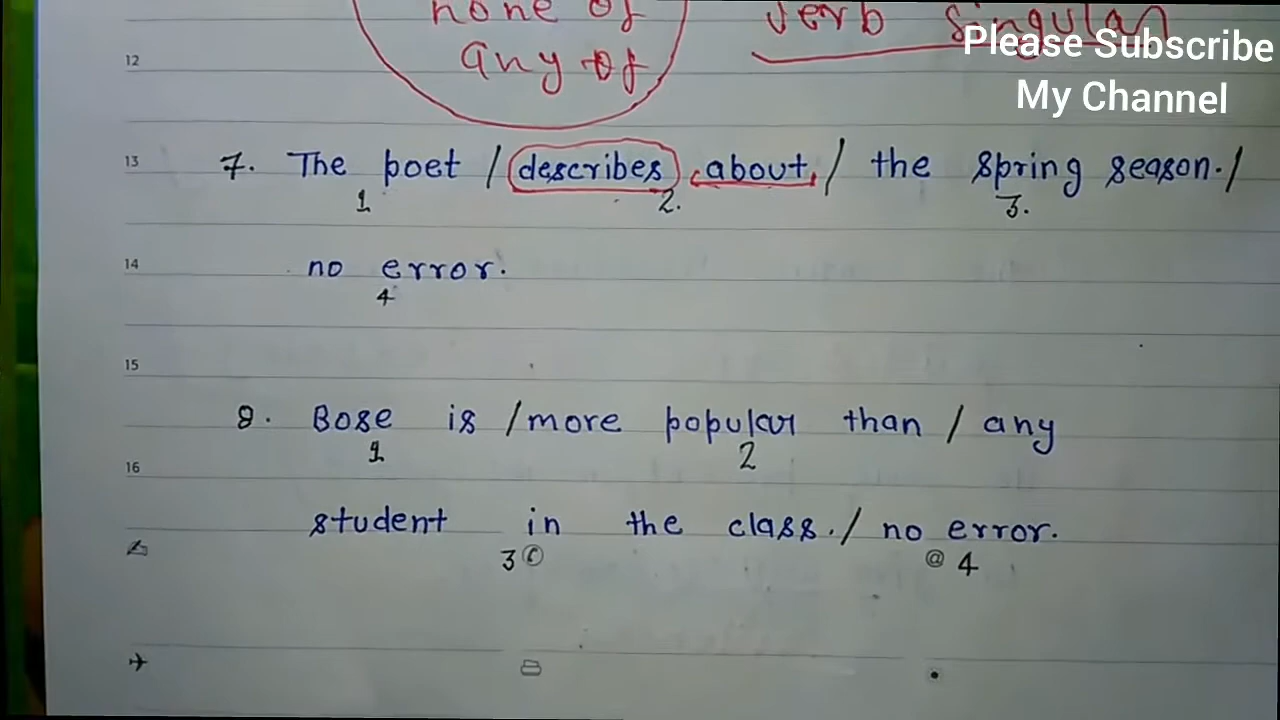 none of
verb singular
any of
Please Subscribe
My Channel
12
13
7. The poet / describes about / the spring season. /
1 2. 3.
14
no error.
4
15
8. Bose is / more popular than / any
1 2
16
student in the class. / no error.
3 © @ 4